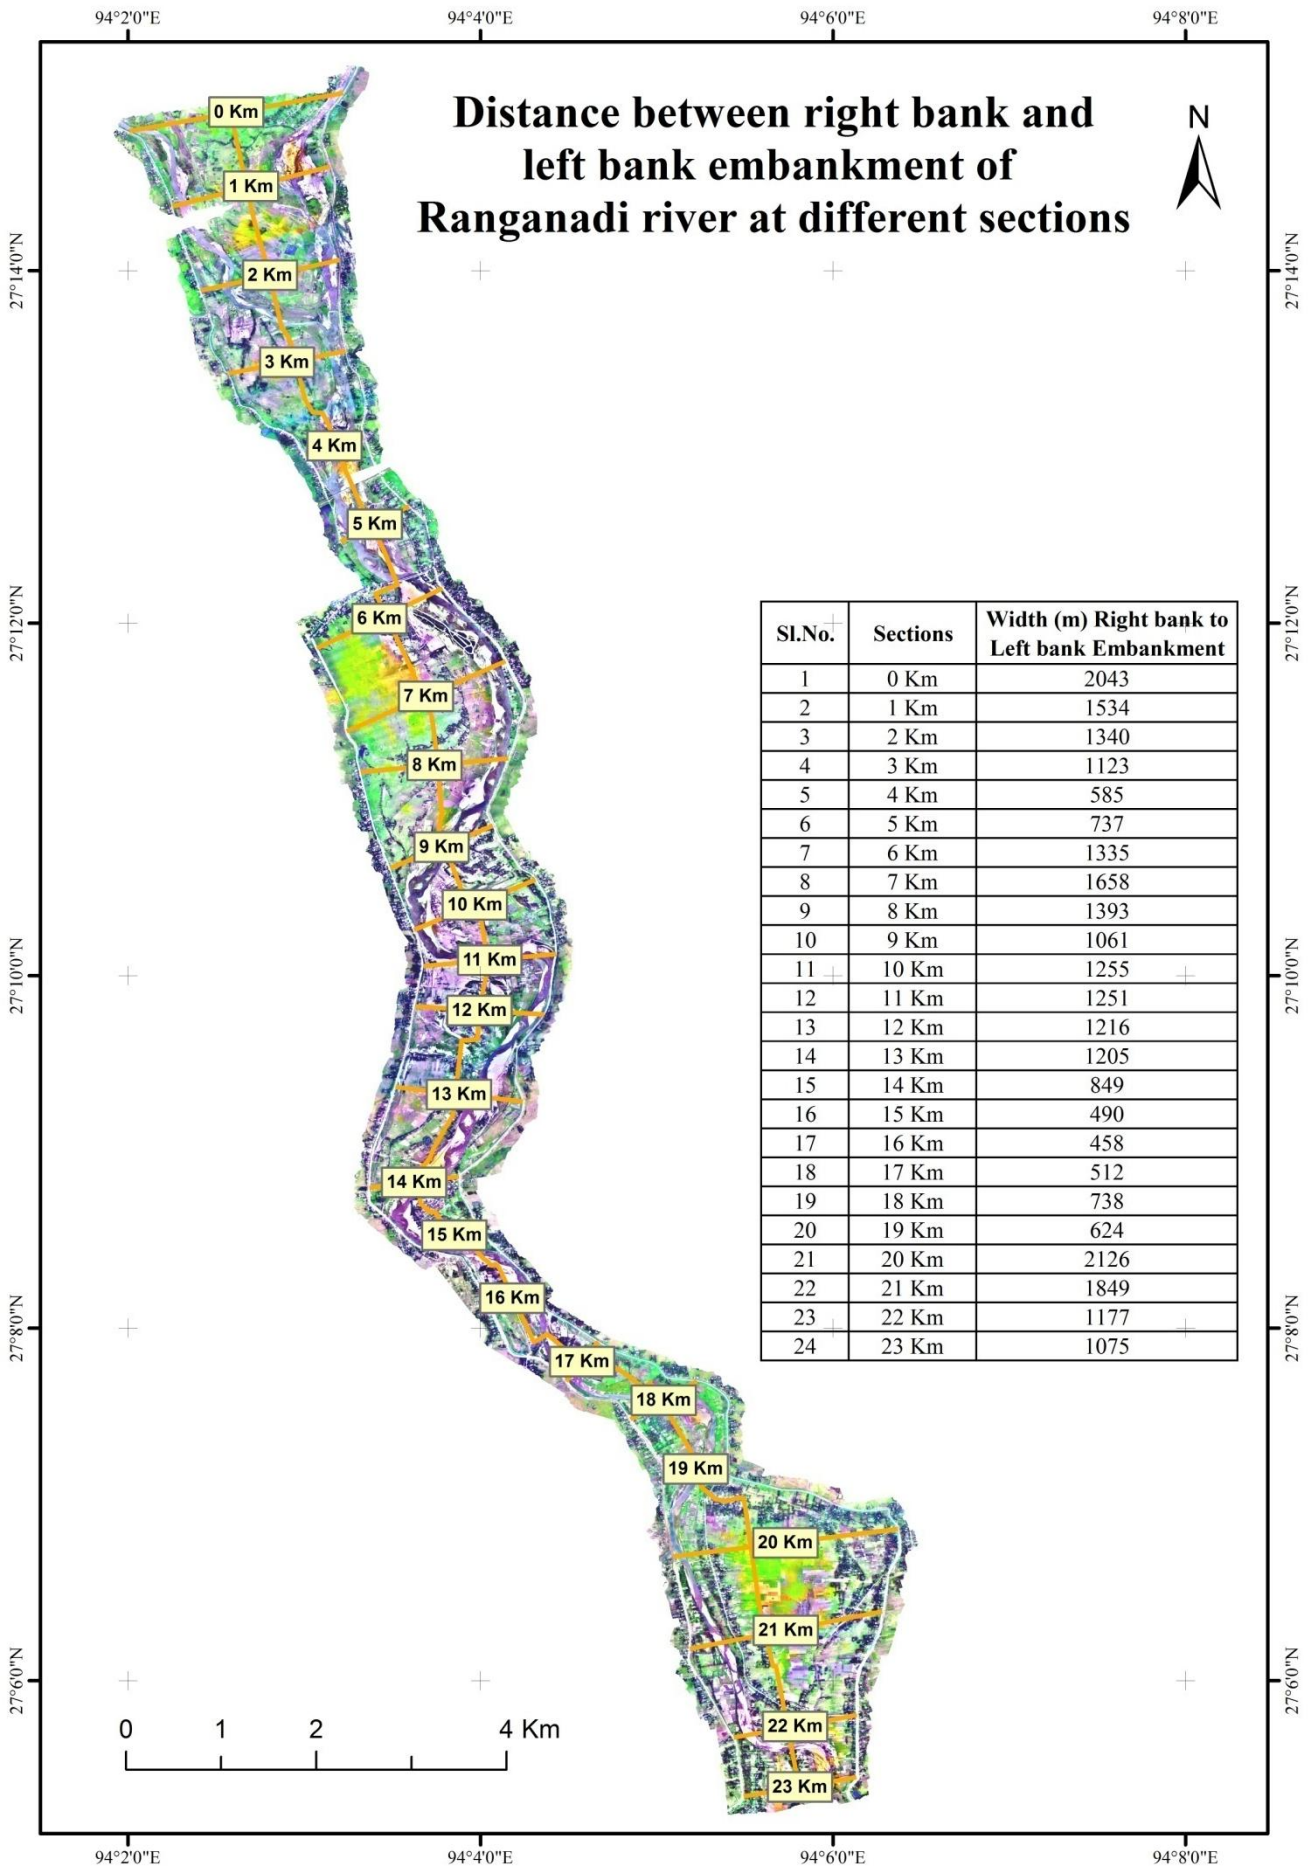 94°2'0"E 94°4'0"E 94°6'0"E 94°8'0"E
Distance between right bank and
left bank embankment of
Ranganadi river at different sections
N
27°14'0"N 27°14'0"N
27°12'0"N 27°12'0"N
27°10'0"N 27°10'0"N
27°8'0"N 27°8'0"N
27°6'0"N 27°6'0"N
0 Km
1 Km
2 Km
3 Km
4 Km
5 Km
6 Km
7 Km
8 Km
9 Km
10 Km
11 Km
12 Km
13 Km
14 Km
15 Km
16 Km
17 Km
18 Km
19 Km
20 Km
21 Km
22 Km
23 Km
Sl.No. Sections Width (m) Right bank to
Left bank Embankment
1 0 Km 2043
2 1 Km 1534
3 2 Km 1340
4 3 Km 1123
5 4 Km 585
6 5 Km 737
7 6 Km 1335
8 7 Km 1658
9 8 Km 1393
10 9 Km 1061
11 10 Km 1255
12 11 Km 1251
13 12 Km 1216
14 13 Km 1205
15 14 Km 849
16 15 Km 490
17 16 Km 458
18 17 Km 512
19 18 Km 738
20 19 Km 624
21 20 Km 2126
22 21 Km 1849
23 22 Km 1177
24 23 Km 1075
0 1 2 4 Km
94°2'0"E 94°4'0"E 94°6'0"E 94°8'0"E